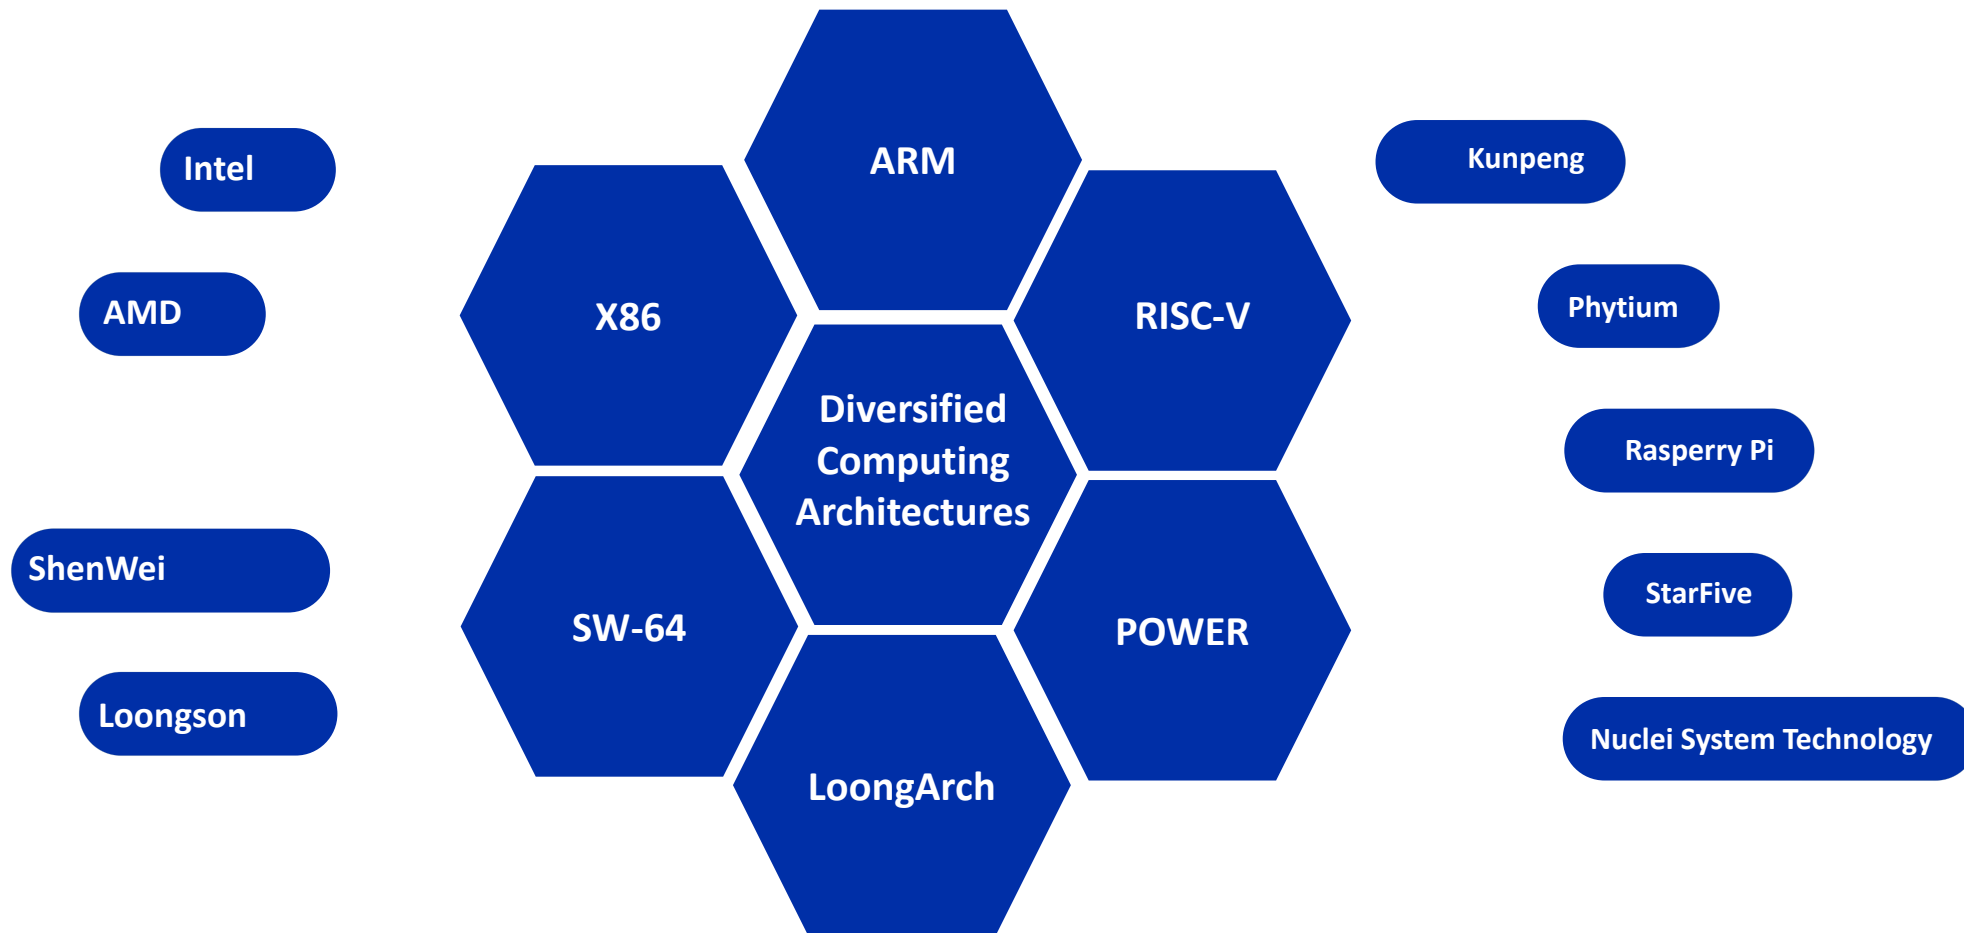 ARM
Intel
Kunpeng
AMD
X86
RISC-V
Phytium
Diversified
Computing
Architectures
Rasperry Pi
ShenWei
SW-64
POWER
StarFive
Loongson
LoongArch
Nuclei System Technology